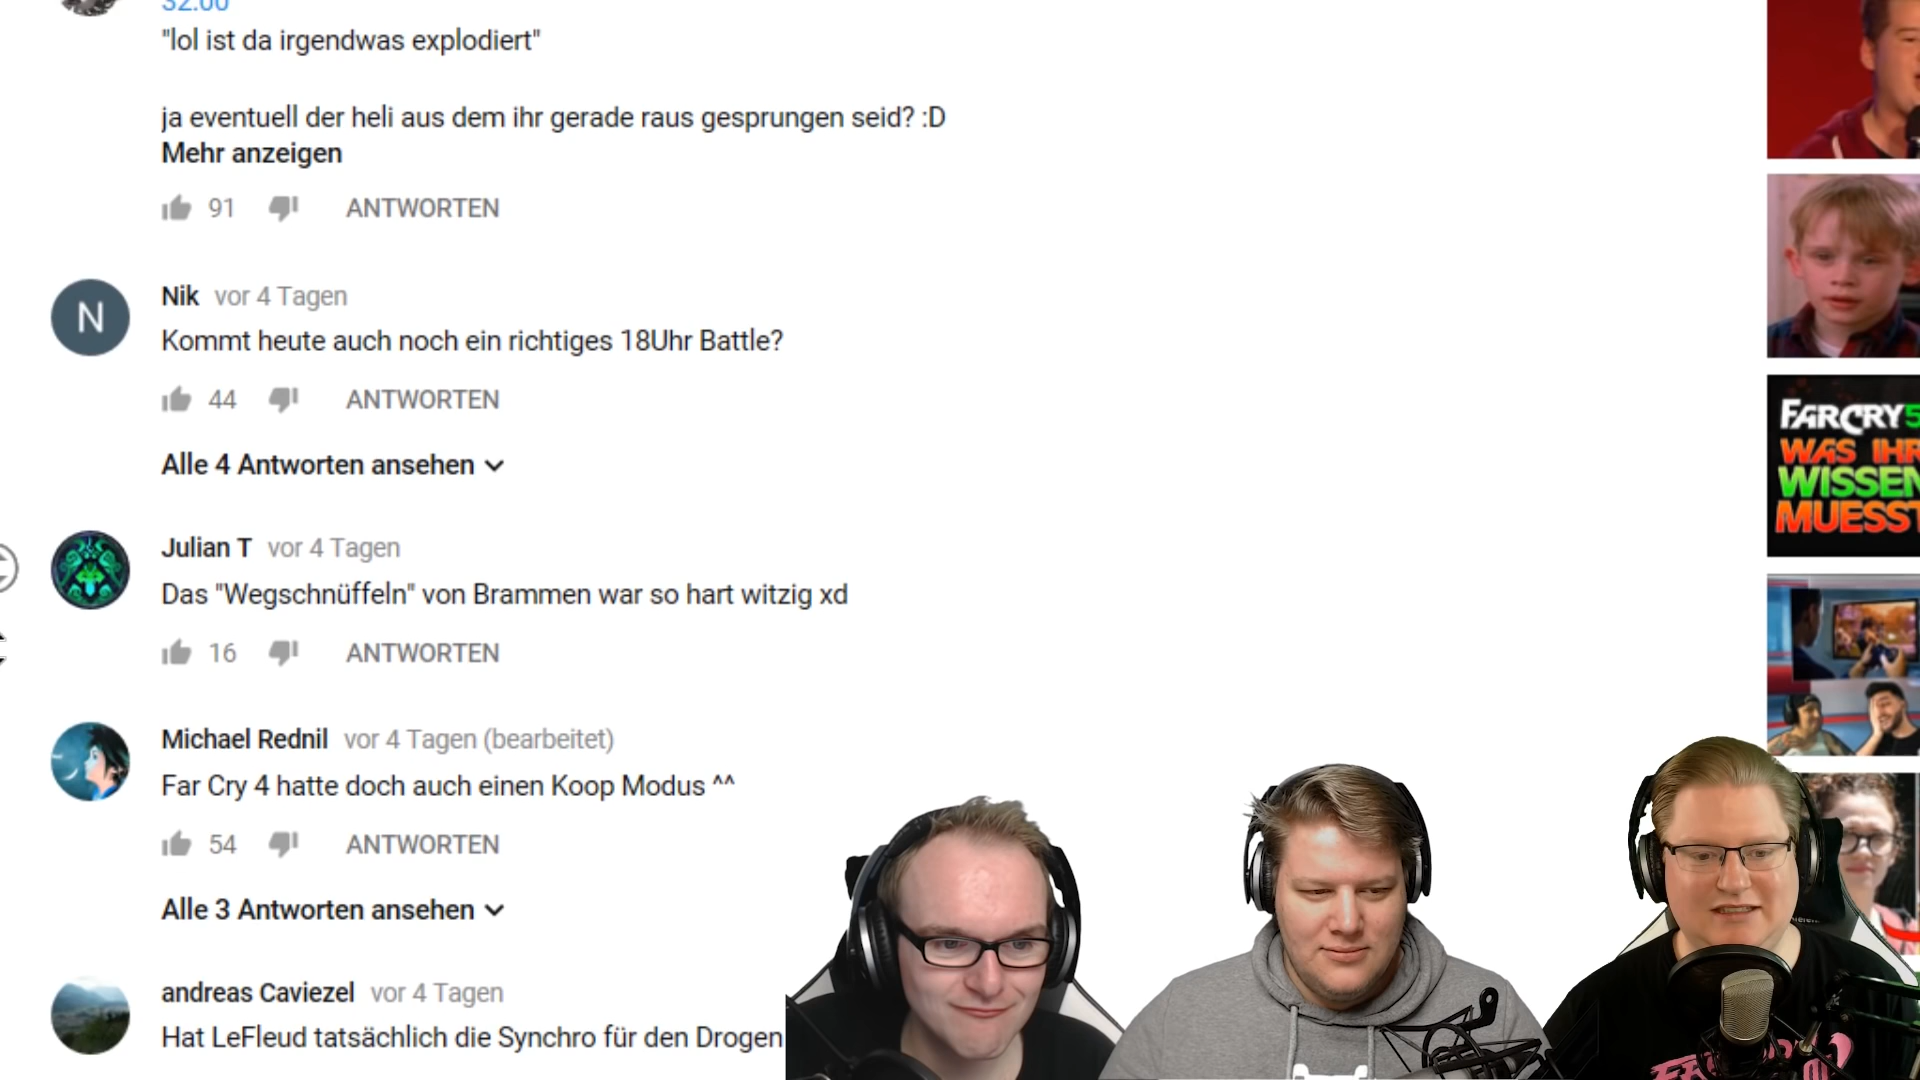 32:00
"lol ist da irgendwas explodiert"
ja eventuell der heli aus dem ihr gerade raus gesprungen seid? :D
Mehr anzeigen
91 ANTWORTEN
N
Nik vor 4 Tagen
Kommt heute auch noch ein richtiges 18Uhr Battle?
44 ANTWORTEN
Alle 4 Antworten ansehen
Julian T vor 4 Tagen
Das "Wegschnüffeln" von Brammen war so hart witzig xd
16 ANTWORTEN
Michael Rednil vor 4 Tagen (bearbeitet)
Far Cry 4 hatte doch auch einen Koop Modus ^^
54 ANTWORTEN
Alle 3 Antworten ansehen
andreas Caviezel vor 4 Tagen
Hat LeFleud tatsächlich die Synchro für den Drogen
FARCRY5
WAS IHR
WISSEN
MUESST